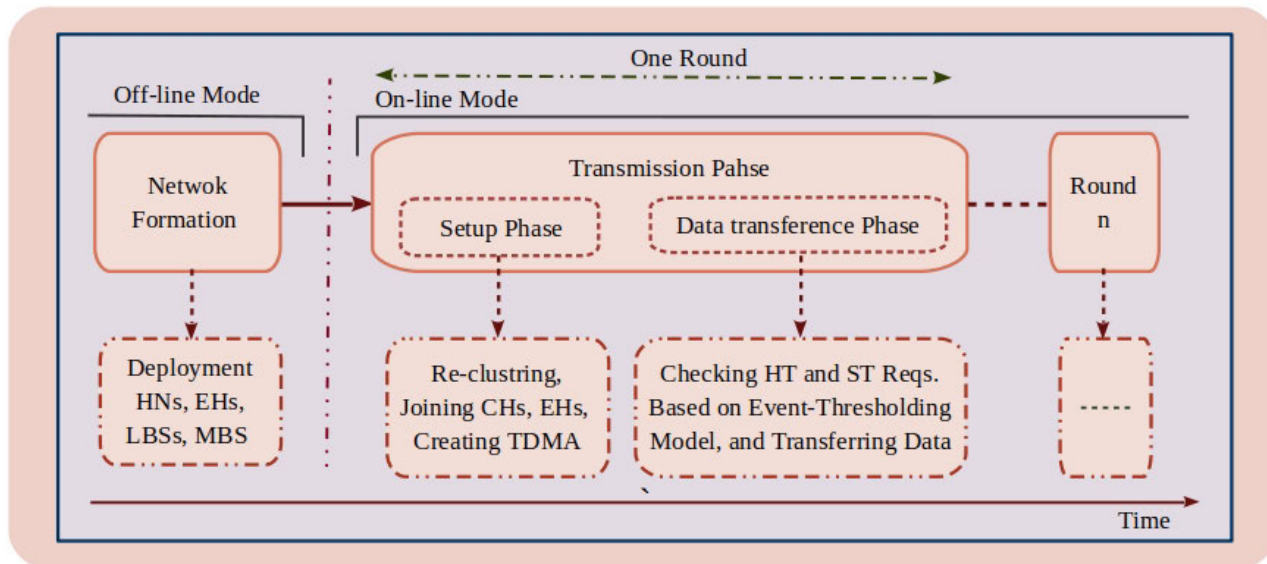 One Round
Off-line Mode
On-line Mode
Netwok
Formation
Transmission Pahse
Setup Phase
Data transference Phase
Round
n
Deployment
HNs, EHs,
LBSs, MBS
Re-clustring,
Joining CHs, EHs,
Creating TDMA
Checking HT and ST Reqs.
Based on Event-Thresholding
Model, and Transferring Data
Time